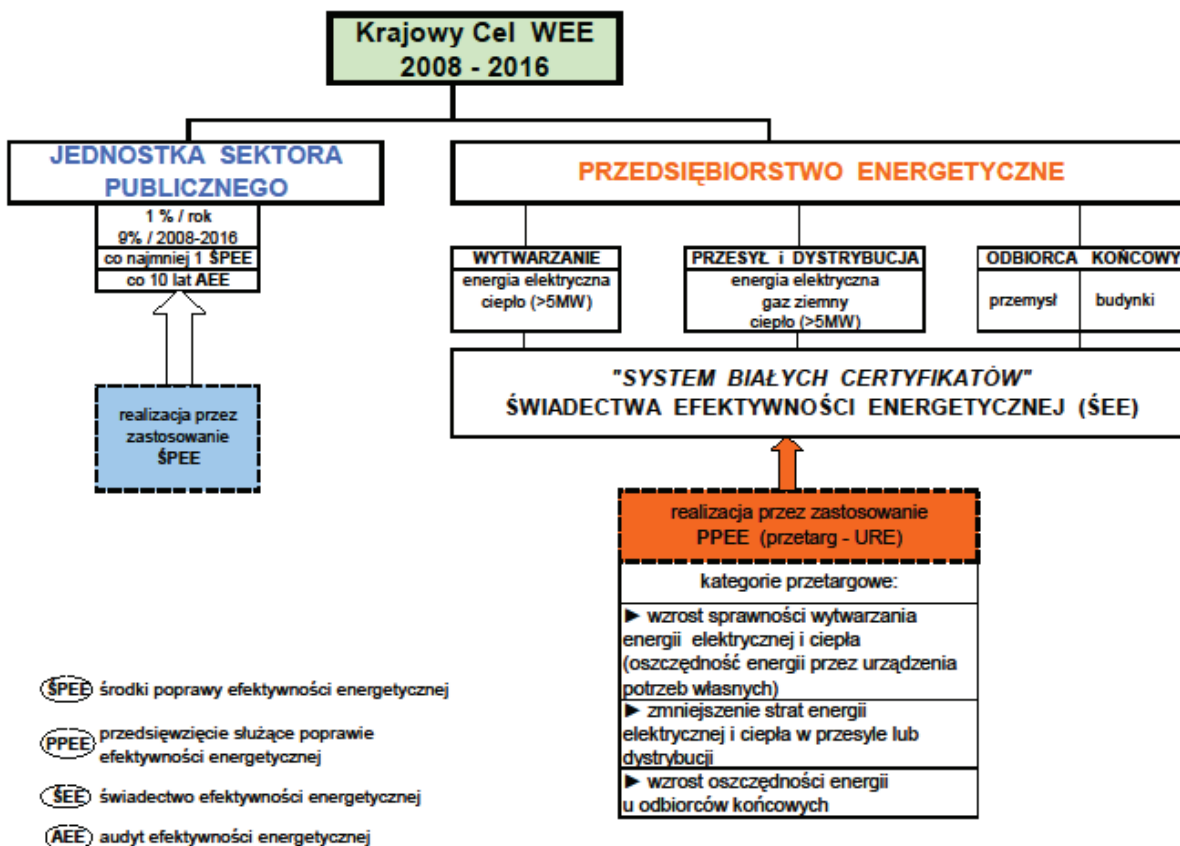 Krajowy Cel WEE
2008 - 2016
JEDNOSTKA SEKTORA
PUBLICZNEGO
1 % / rok
9% / 2008-2016
co najmniej 1 ŚPEE
co 10 lat AEE
realizacja przez
zastosowanie
ŚPEE
PRZEDSIĘBIORSTWO ENERGETYCZNE
WYTWARZANIE
energia elektryczna
ciepło (>5MW)
PRZESYŁ i DYSTRYBUCJA
energia elektryczna
gaz ziemny
ciepło (>5MW)
ODBIORCA KOŃCOWY
przemysł budynki
"SYSTEM BIAŁYCH CERTYFIKATÓW"
ŚWIADECTWA EFEKTYWNOŚCI ENERGETYCZNEJ (ŚEE)
realizacja przez zastosowanie
PPEE (przetarg - URE)
kategorie przetargowe:
► wzrost sprawności wytwarzania
energii elektrycznej i ciepła
(oszczędność energii przez urządzenia
potrzeb własnych)
► zmniejszenie strat energii
elektrycznej i ciepła w przesyle lub
dystrybucji
► wzrost oszczędności energii
u odbiorców końcowych
ŚPEE środki poprawy efektywności energetycznej
PPEE przedsięwzięcie służące poprawie
efektywności energetycznej
ŚEE świadectwo efektywności energetycznej
AEE audyt efektywności energetycznej